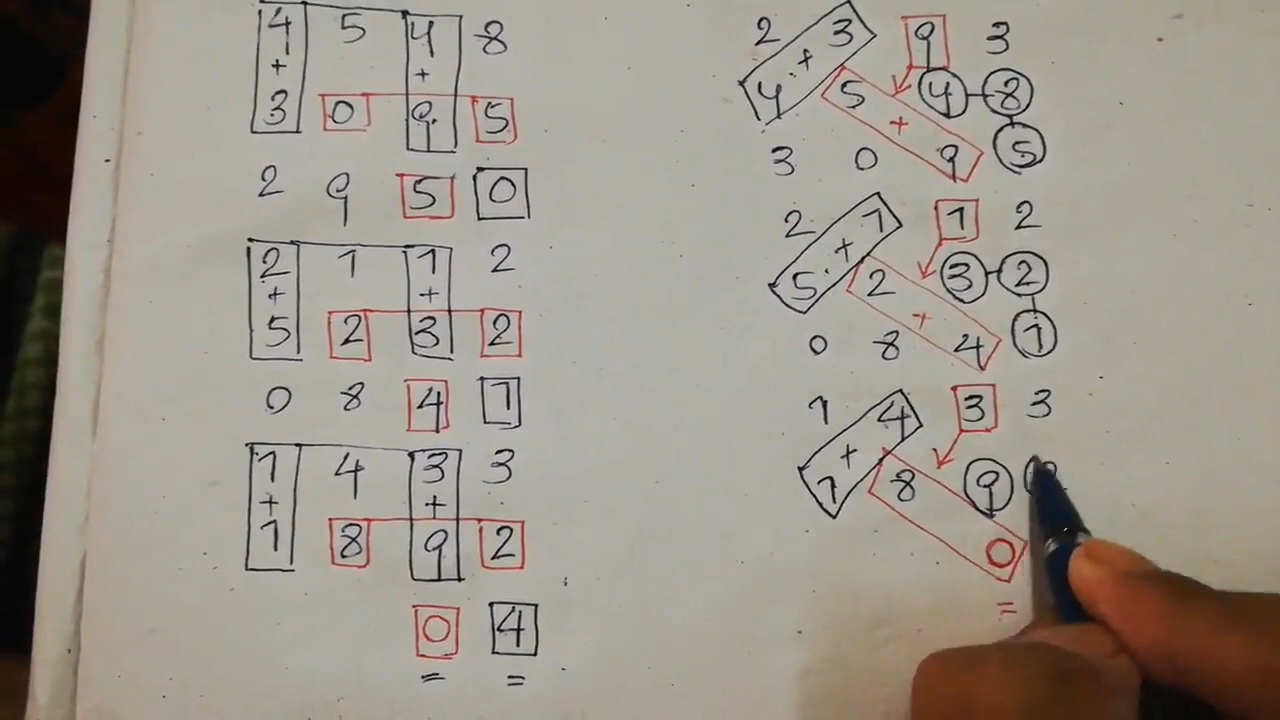 4 5 4 8
+ +
3 0 9 5
2 9 5 0
2 1 1 2
+ +
5 2 3 2
0 8 4 1
1 4 3 3
+ +
1 8 9 2
0 4
= =
2 3 9 3
+
4 5 4 8
+
3 0 9 5
2 1 1 2
+
5 2 3 2
+
0 8 4 1
1 4 3 3
+
1 8 9
0
=